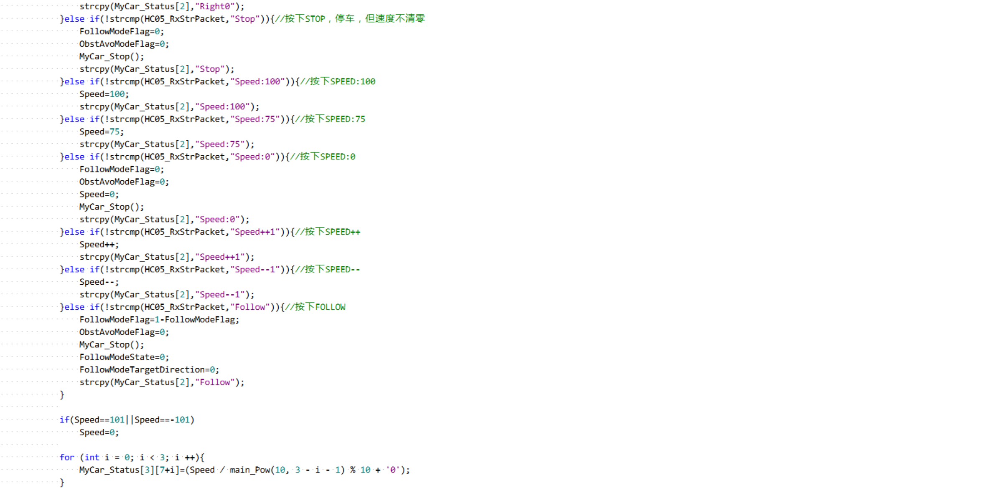 strcpy(MyCar_Status[2],"Right0");
}else if(!strcmp(HC05_RxStrPacket,"Stop")){//按下STOP，停车，但速度不清零
FollowModeFlag=0;
ObstAvoModeFlag=0;
MyCar_Stop();
strcpy(MyCar_Status[2],"Stop");
}else if(!strcmp(HC05_RxStrPacket,"Speed:100")){//按下SPEED:100
Speed=100;
strcpy(MyCar_Status[2],"Speed:100");
}else if(!strcmp(HC05_RxStrPacket,"Speed:75")){//按下SPEED:75
Speed=75;
strcpy(MyCar_Status[2],"Speed:75");
}else if(!strcmp(HC05_RxStrPacket,"Speed:0")){//按下SPEED:0
FollowModeFlag=0;
ObstAvoModeFlag=0;
Speed=0;
MyCar_Stop();
strcpy(MyCar_Status[2],"Speed:0");
}else if(!strcmp(HC05_RxStrPacket,"Speed++1")){//按下SPEED++
Speed++;
strcpy(MyCar_Status[2],"Speed++1");
}else if(!strcmp(HC05_RxStrPacket,"Speed--1")){//按下SPEED--
Speed--;
strcpy(MyCar_Status[2],"Speed--1");
}else if(!strcmp(HC05_RxStrPacket,"Follow")){//按下FOLLOW
FollowModeFlag=1-FollowModeFlag;
ObstAvoModeFlag=0;
MyCar_Stop();
FollowModeState=0;
FollowModeTargetDirection=0;
strcpy(MyCar_Status[2],"Follow");
}
if(Speed==101||Speed==-101)
Speed=0;
for (int i = 0; i < 3; i ++){
MyCar_Status[3][7+i]=(Speed / main_Pow(10, 3 - i - 1) % 10 + '0');
}